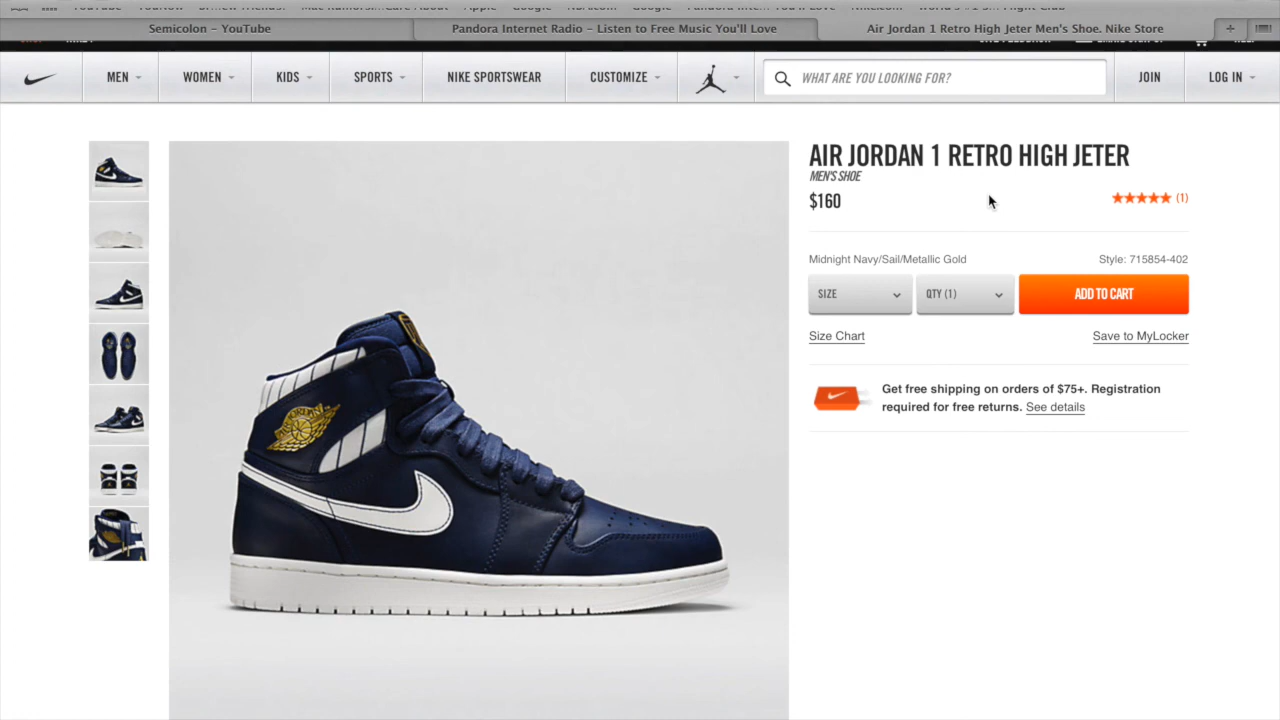 Semicolon – YouTube
Pandora Internet Radio – Listen to Free Music You'll Love
Air Jordan 1 Retro High Jeter Men's Shoe. Nike Store
MEN
WOMEN
KIDS
SPORTS
NIKE SPORTSWEAR
CUSTOMIZE
WHAT ARE YOU LOOKING FOR?
JOIN
LOG IN
AIR JORDAN 1 RETRO HIGH JETER
MEN'S SHOE
$160
(1)
Midnight Navy/Sail/Metallic Gold
Style: 715854-402
SIZE
QTY (1)
ADD TO CART
Size Chart
Save to MyLocker
Get free shipping on orders of $75+. Registration
required for free returns. See details